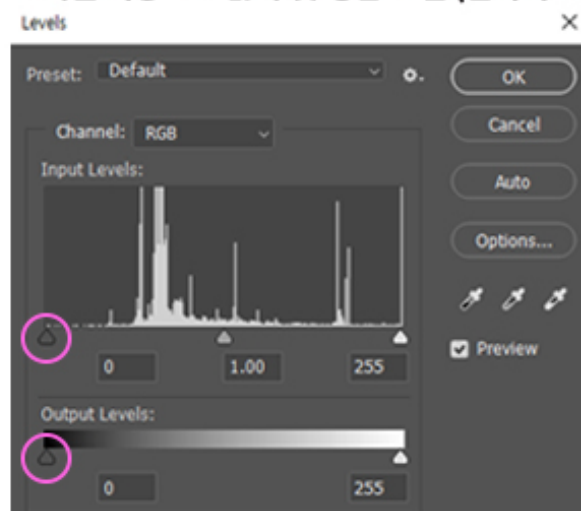 Levels
Preset: Default
OK
Channel: RGB
Cancel
Input Levels:
Auto
Options...
Preview
0 1.00 255
Output Levels:
0 255